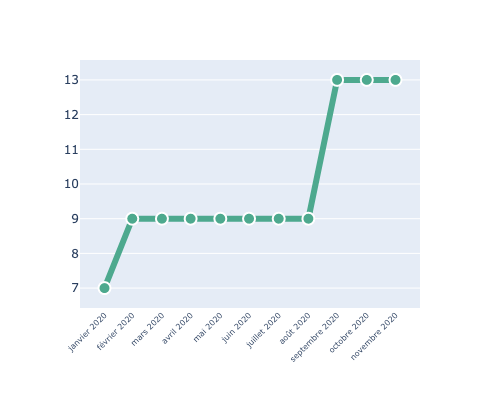 13
12
11
10
9
8
7
janvier 2020
février 2020
mars 2020
avril 2020
mai 2020
juin 2020
juillet 2020
août 2020
septembre 2020
octobre 2020
novembre 2020